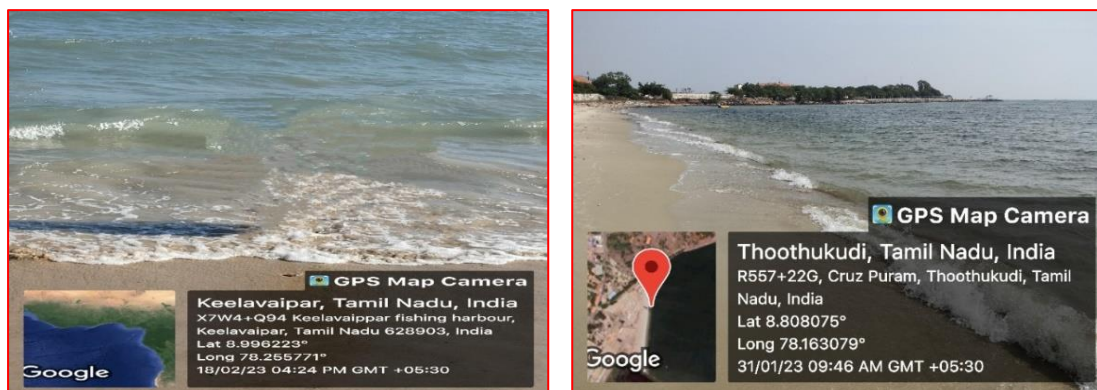 GPS Map Camera
Keelavaipar, Tamil Nadu, India
X7W4+Q94 Keelavaippar fishing harbour,
Keelavaipar, Tamil Nadu 628903, India
Lat 8.996223°
Long 78.255771°
18/02/23 04:24 PM GMT +05:30
Google
GPS Map Camera
Thoothukudi, Tamil Nadu, India
R557+22G, Cruz Puram, Thoothukudi, Tamil
Nadu, India
Lat 8.808075°
Long 78.163079°
31/01/23 09:46 AM GMT +05:30
Google